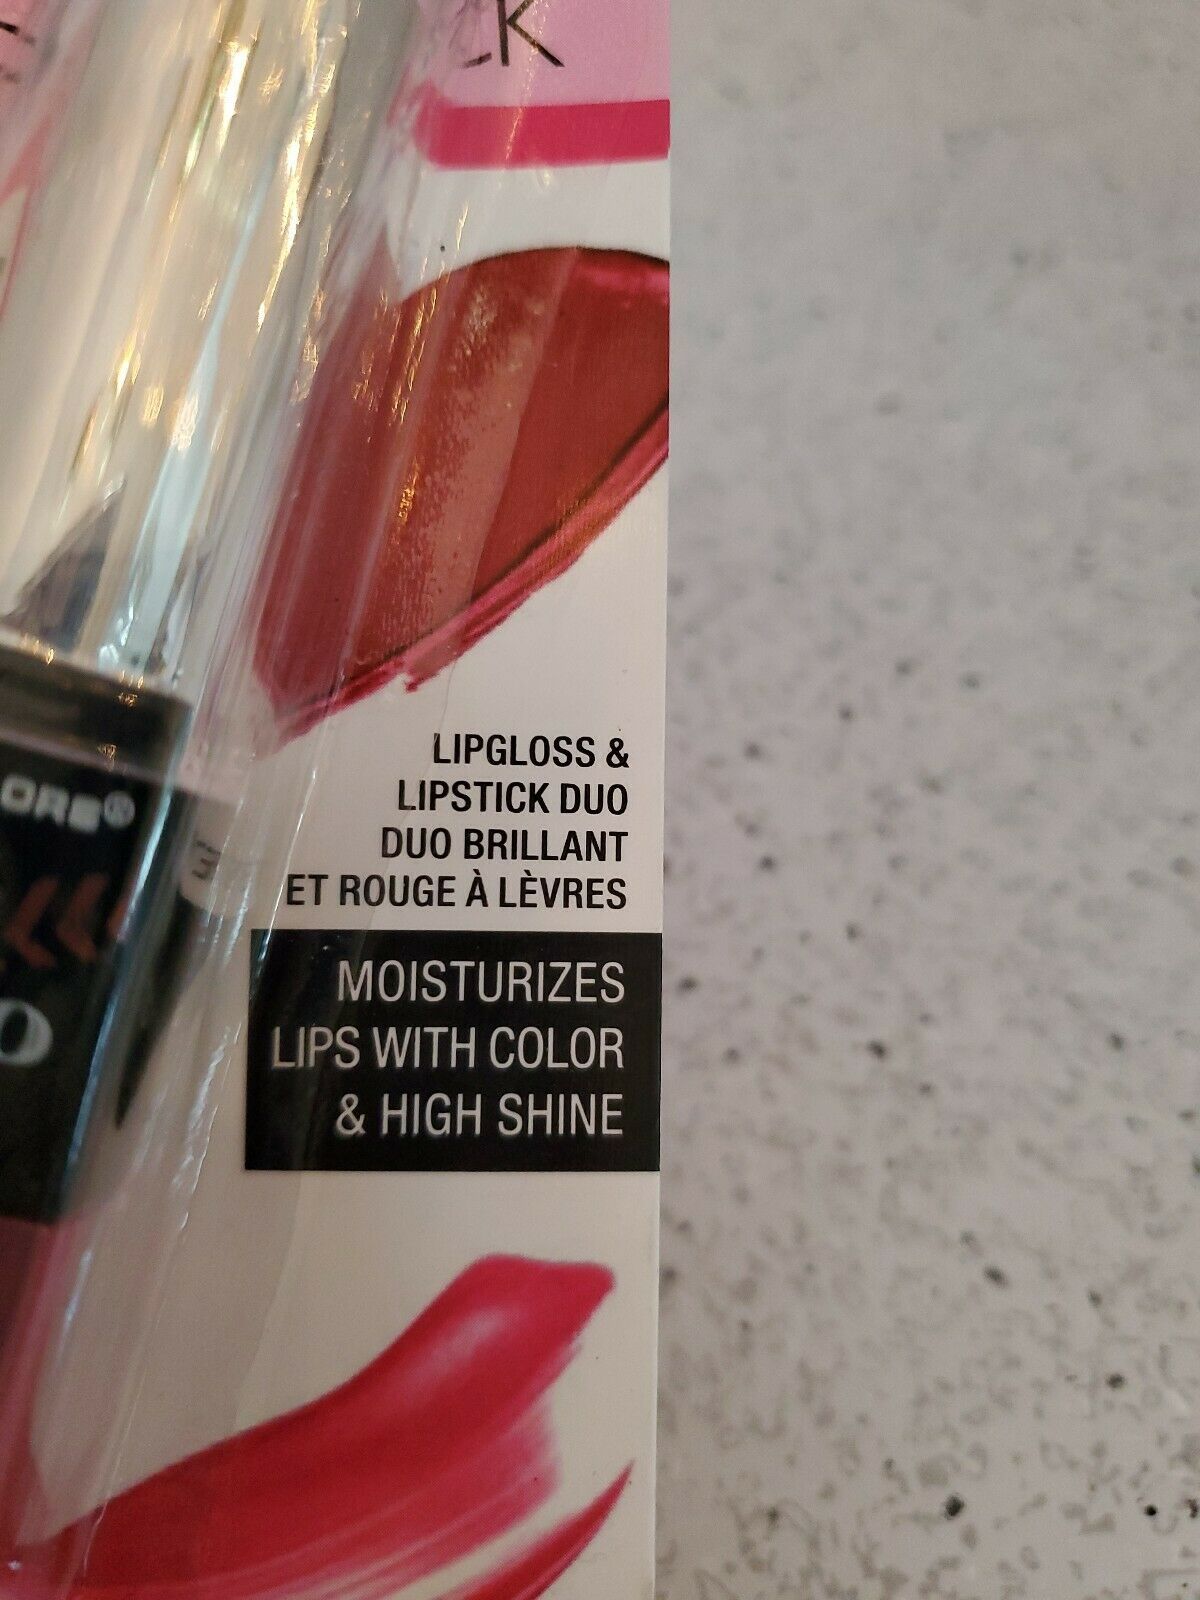 LIPGLOSS &
LIPSTICK DUO
DUO BRILLANT
ET ROUGE À LÈVRES
MOISTURIZES
LIPS WITH COLOR
& HIGH SHINE